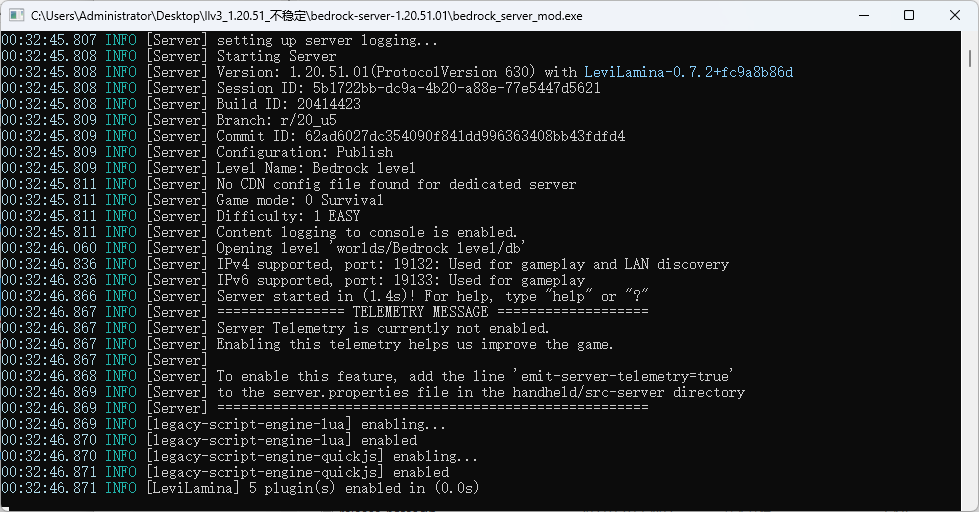 C:\Users\Administrator\Desktop\llv3_1.20.51_不稳定\bedrock-server-1.20.51.01\bedrock_server_mod.exe
00:32:45.807 INFO [Server] setting up server logging...
00:32:45.808 INFO [Server] Starting Server
00:32:45.808 INFO [Server] Version: 1.20.51.01(ProtocolVersion 630) with LeviLamina-0.7.2+fc9a8b86d
00:32:45.808 INFO [Server] Session ID: 5b1722bb-dc9a-4b20-a88e-77e5447d5621
00:32:45.808 INFO [Server] Build ID: 20414423
00:32:45.809 INFO [Server] Branch: r/20_u5
00:32:45.809 INFO [Server] Commit ID: 62ad6027dc354090f841dd996363408bb43fdfd4
00:32:45.809 INFO [Server] Configuration: Publish
00:32:45.809 INFO [Server] Level Name: Bedrock level
00:32:45.811 INFO [Server] No CDN config file found for dedicated server
00:32:45.811 INFO [Server] Game mode: 0 Survival
00:32:45.811 INFO [Server] Difficulty: 1 EASY
00:32:45.811 INFO [Server] Content logging to console is enabled.
00:32:46.060 INFO [Server] Opening level 'worlds/Bedrock level/db'
00:32:46.836 INFO [Server] IPv4 supported, port: 19132: Used for gameplay and LAN discovery
00:32:46.836 INFO [Server] IPv6 supported, port: 19133: Used for gameplay
00:32:46.866 INFO [Server] Server started in (1.4s)! For help, type "help" or "?"
00:32:46.867 INFO [Server] ================ TELEMETRY MESSAGE ===================
00:32:46.867 INFO [Server] Server Telemetry is currently not enabled.
00:32:46.867 INFO [Server] Enabling this telemetry helps us improve the game.
00:32:46.867 INFO [Server]
00:32:46.868 INFO [Server] To enable this feature, add the line 'emit-server-telemetry=true'
00:32:46.869 INFO [Server] to the server.properties file in the handheld/src-server directory
00:32:46.869 INFO [Server] ======================================================
00:32:46.869 INFO [legacy-script-engine-lua] enabling...
00:32:46.870 INFO [legacy-script-engine-lua] enabled
00:32:46.870 INFO [legacy-script-engine-quickjs] enabling...
00:32:46.871 INFO [legacy-script-engine-quickjs] enabled
00:32:46.871 INFO [LeviLamina] 5 plugin(s) enabled in (0.0s)